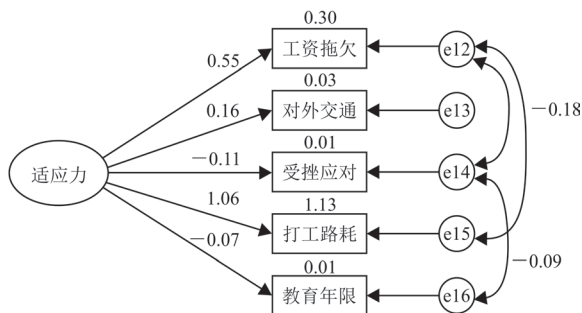 0.30
工资拖欠
e12
0.55
0.03
对外交通
e13
0.16
-0.18
0.01
受挫应对
e14
-0.11
适应力
1.06
1.13
打工路耗
e15
-0.07
-0.09
0.01
教育年限
e16